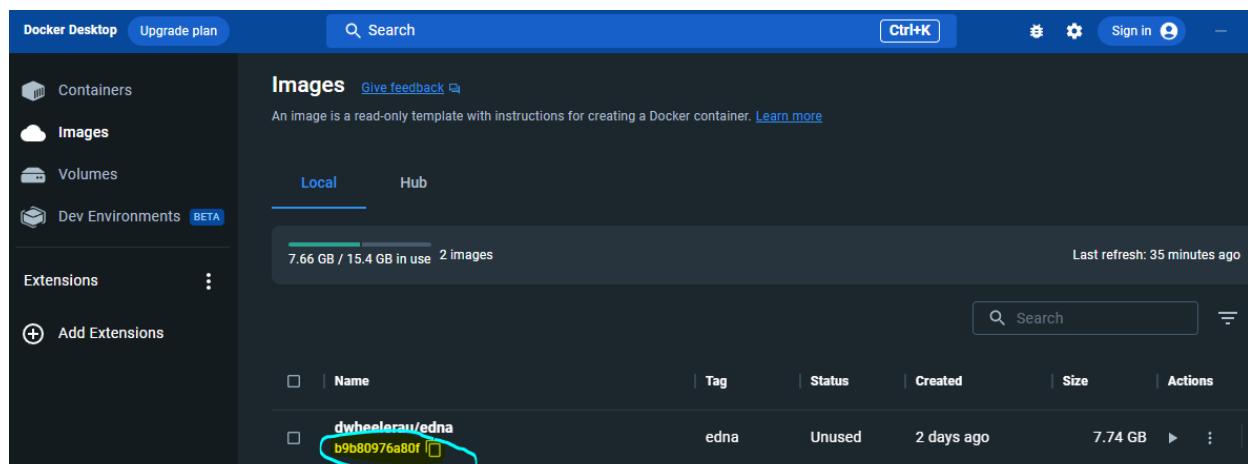 Docker Desktop Upgrade plan Search Ctrl+K Sign in
Containers
Images
Volumes
Dev Environments BETA
Extensions
Add Extensions
Images Give feedback
An image is a read-only template with instructions for creating a Docker container. Learn more
Local Hub
7.66 GB / 15.4 GB in use 2 images Last refresh: 35 minutes ago
Search
Name Tag Status Created Size Actions
dwheelerau/edna edna Unused 2 days ago 7.74 GB
b9b80976a80f